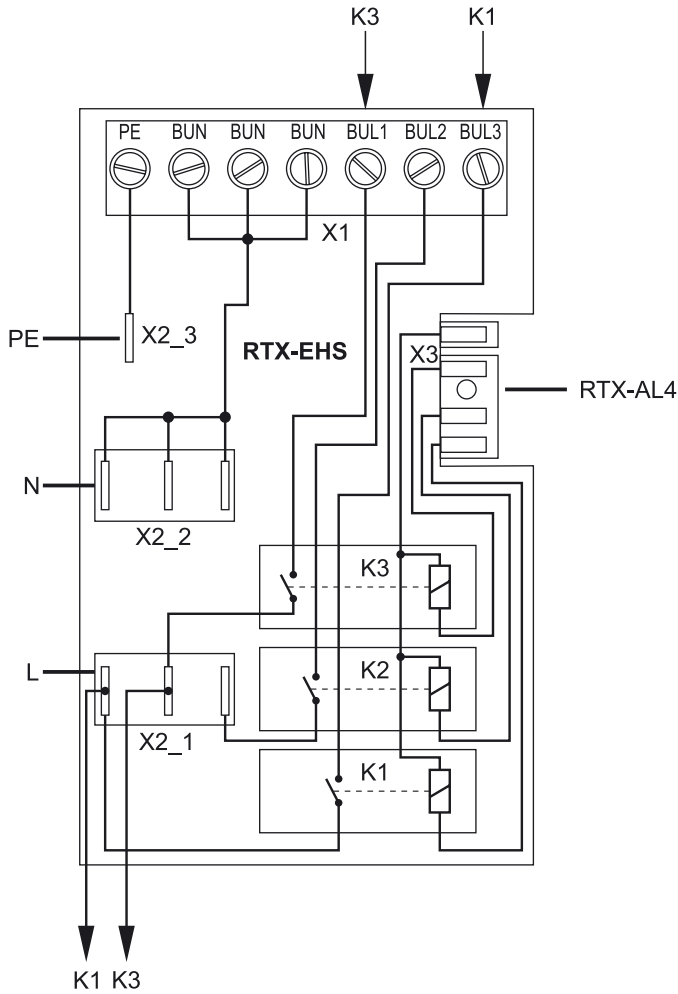 K3 K1
PE BUN BUN BUN BUL1 BUL2 BUL3
X1
PE X2_3 RTX-EHS X3
RTX-AL4
N
X2_2
K3
L K2
X2_1
K1
K1 K3